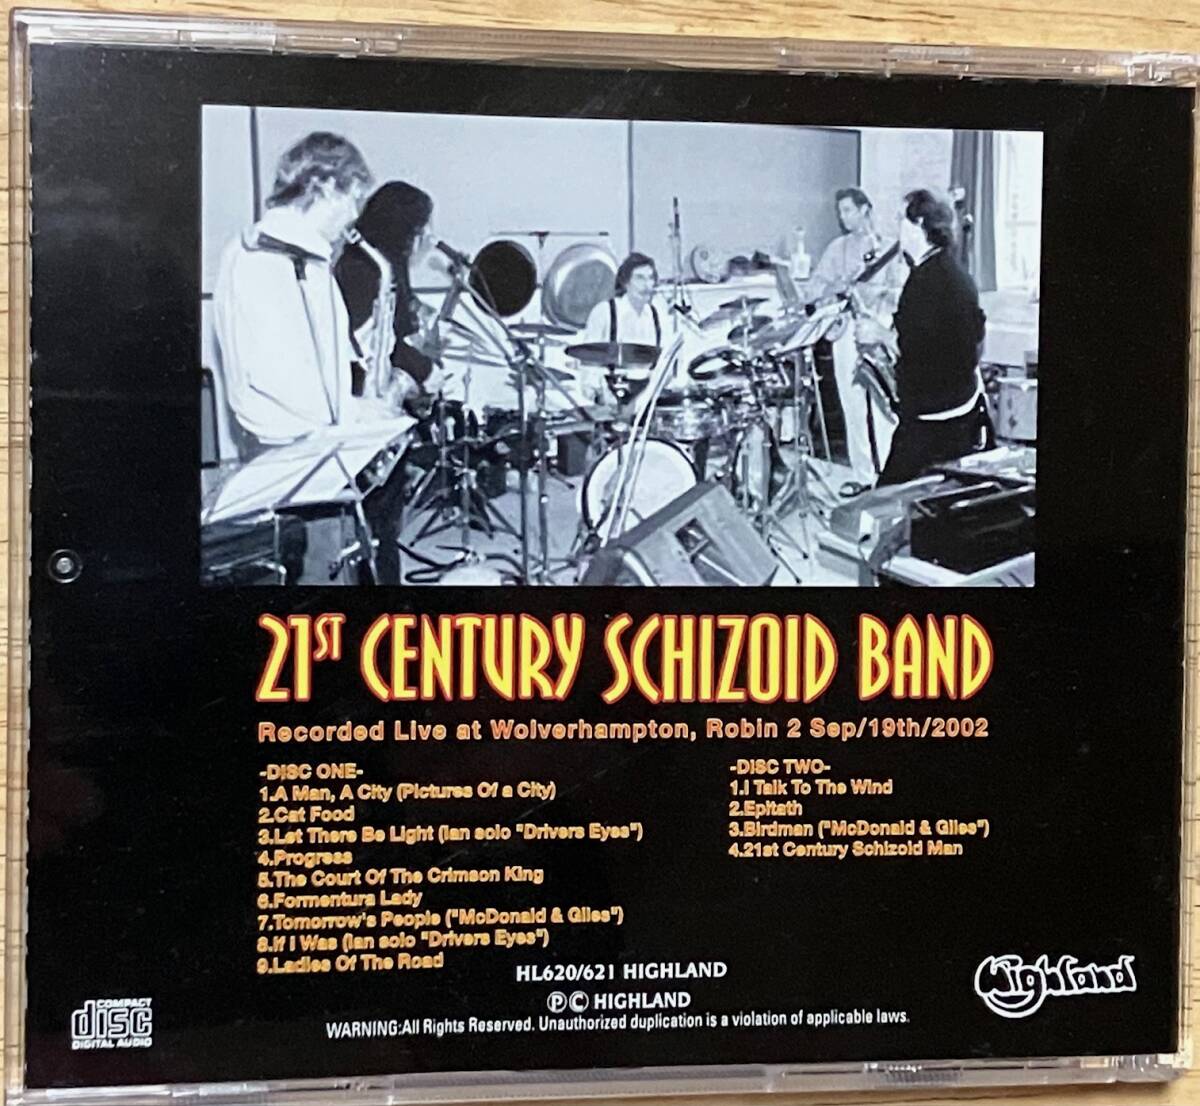 21ST CENTURY SCHIZOID BAND
Recorded Live at Wolverhampton, Robin 2 Sep/19th/2002
-DISC ONE-
1.A Man, A City (Pictures Of a City)
2.Cat Food
3.Let There Be Light (Ian solo "Drivers Eyes")
4.Progress
5.The Court Of The Crimson King
6.Formentura Lady
7.Tomorrow's People ("McDonald & Giles")
8.If I Was (Ian solo "Drivers Eyes")
9.Ladies Of The Road
-DISC TWO-
1.I Talk To The Wind
2.Epitath
3.Birdman ("McDonald & Giles")
4.21st Century Schizoid Man
HL620/621 HIGHLAND
ⓅⒸ HIGHLAND
WARNING:All Rights Reserved. Unauthorized duplication is a violation of applicable laws.
COMPACT
disc
DIGITAL AUDIO
Highland